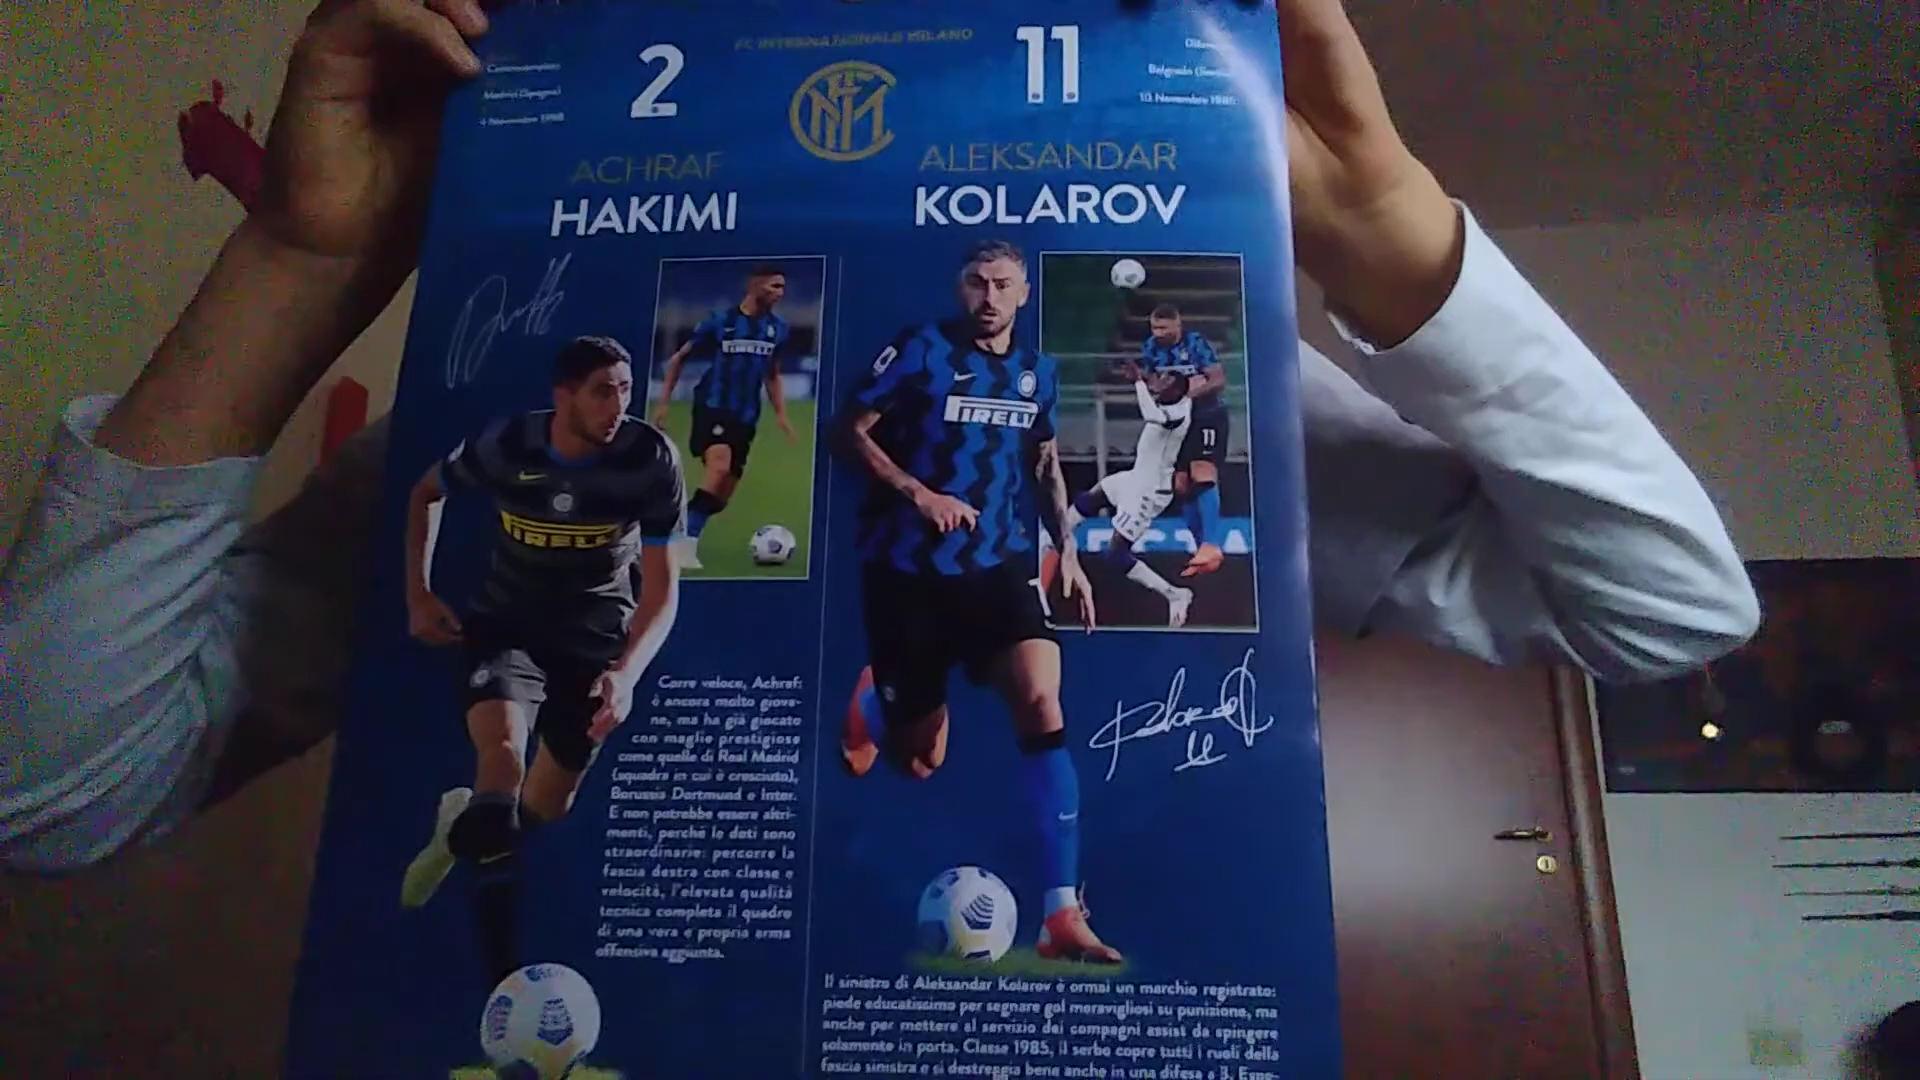 FC INTERNAZIONALE MILANO
Centrocampista
Madrid (Spagna)
4 Novembre 1998
2
ACHRAF
HAKIMI
PIRELLI
PIRELLI
Corre veloce, Achraf:
è ancora molto giova-
ne, ma ha già giocato
con maglie prestigiose
come quelle di Real Madrid
(squadra in cui è cresciuto),
Borussia Dortmund e Inter.
E non potrebbe essere altri-
menti, perché le doti sono
straordinarie: percorre la
fascia destra con classe e
velocità, l'elevata qualità
tecnica completa il quadro
di una vera e propria arma
offensiva aggiunta.
11
Belgrado
10 Novembre 1985
ALEKSANDAR
KOLAROV
PIRELLI
11
11
Il sinistro di Aleksandar Kolarov è ormai un marchio registrato:
piede educatissimo per segnare gol meravigliosi su punizione, ma
anche per mettere al servizio dei compagni assist da spingere
solamente in porta. Classe 1985, il serbo copre tutti i ruoli della
fascia sinistra e si destreggia bene anche in una difesa a 3. Espe-